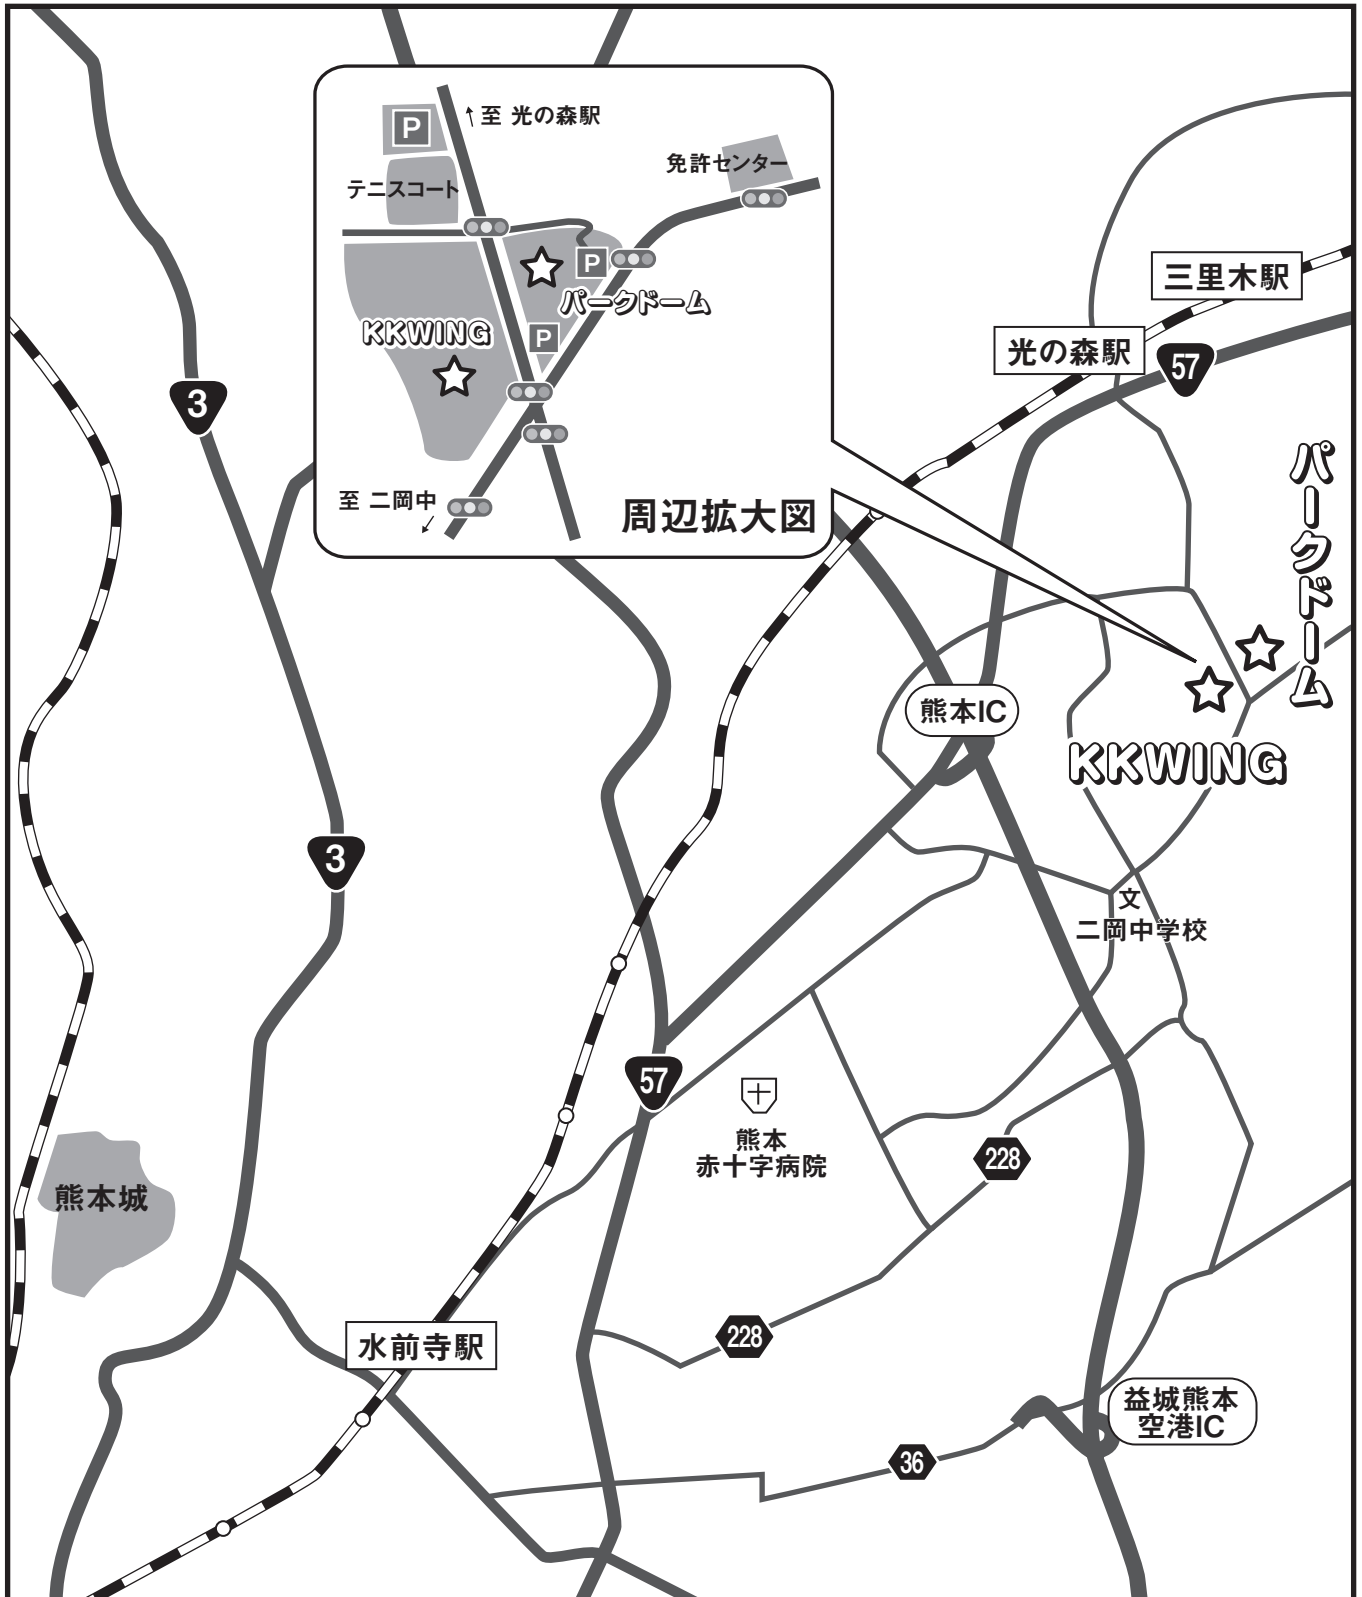 P
至 光の森駅
免許センター
テニスコート
P
パークドーム
KKWING
P
至 二岡中
周辺拡大図
三里木駅
光の森駅
57
3
パークドーム
熊本IC
KKWING
3
文
二岡中学校
57
熊本
赤十字病院
228
熊本城
228
水前寺駅
益城熊本
空港IC
36